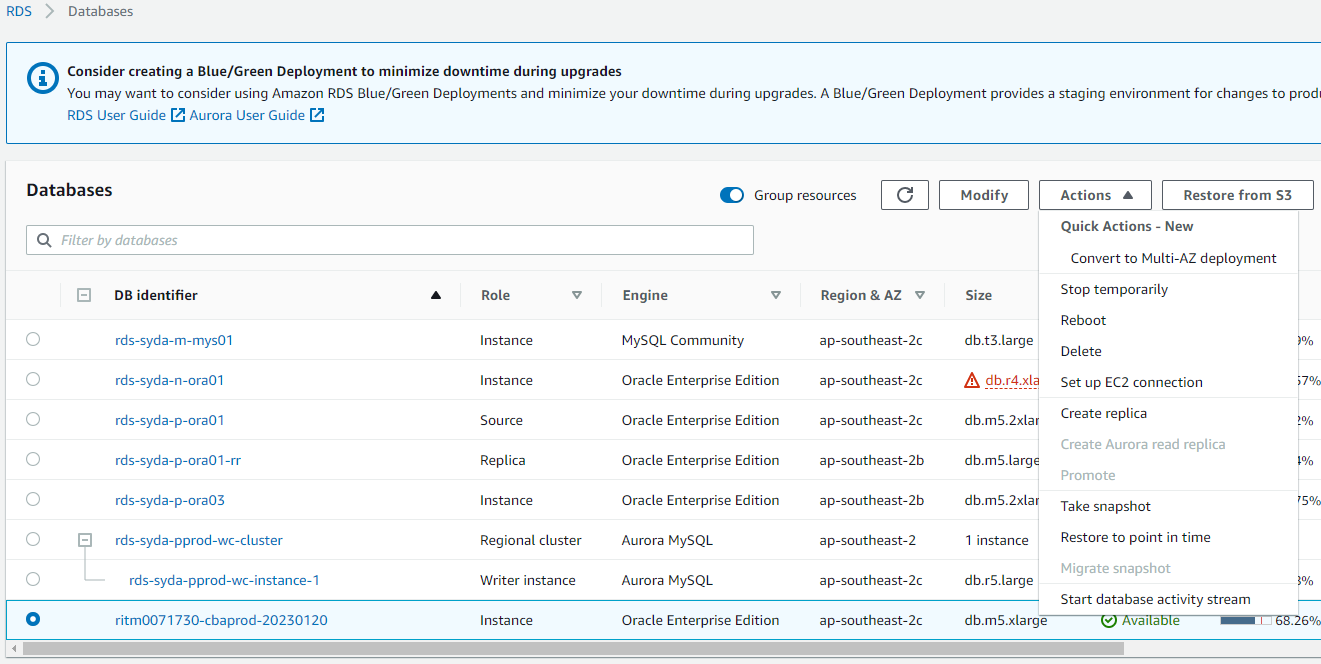 RDS > Databases
Consider creating a Blue/Green Deployment to minimize downtime during upgrades
You may want to consider using Amazon RDS Blue/Green Deployments and minimize your downtime during upgrades. A Blue/Green Deployment provides a staging environment for changes to
RDS User Guide Aurora User Guide
Databases
Group resources
Modify
Actions
Restore from S3
Quick Actions - New
Convert to Multi-AZ deployment
Stop temporarily
Reboot
Delete
Set up EC2 connection
Create replica
Create Aurora read replica
Promote
Take snapshot
Restore to point in time
Migrate snapshot
Start database activity stream
Filter by databases
DB identifier Role Engine Region & AZ Size
rds-syda-m-mys01 Instance MySQL Community ap-southeast-2c db.t3.large 9%
rds-syda-n-ora01 Instance Oracle Enterprise Edition ap-southeast-2c db.r4.xla 57%
rds-syda-p-ora01 Source Oracle Enterprise Edition ap-southeast-2c db.m5.2xlar 2%
rds-syda-p-ora01-rr Replica Oracle Enterprise Edition ap-southeast-2b db.m5.large 4%
rds-syda-p-ora03 Instance Oracle Enterprise Edition ap-southeast-2b db.m5.2xlar 75%
rds-syda-pprod-wc-cluster Regional cluster Aurora MySQL ap-southeast-2 1 instance
rds-syda-pprod-wc-instance-1 Writer instance Aurora MySQL ap-southeast-2c db.r5.large 3%
ritm0071730-cbaprod-20230120 Instance Oracle Enterprise Edition ap-southeast-2c db.m5.xlarge Available 68.26%